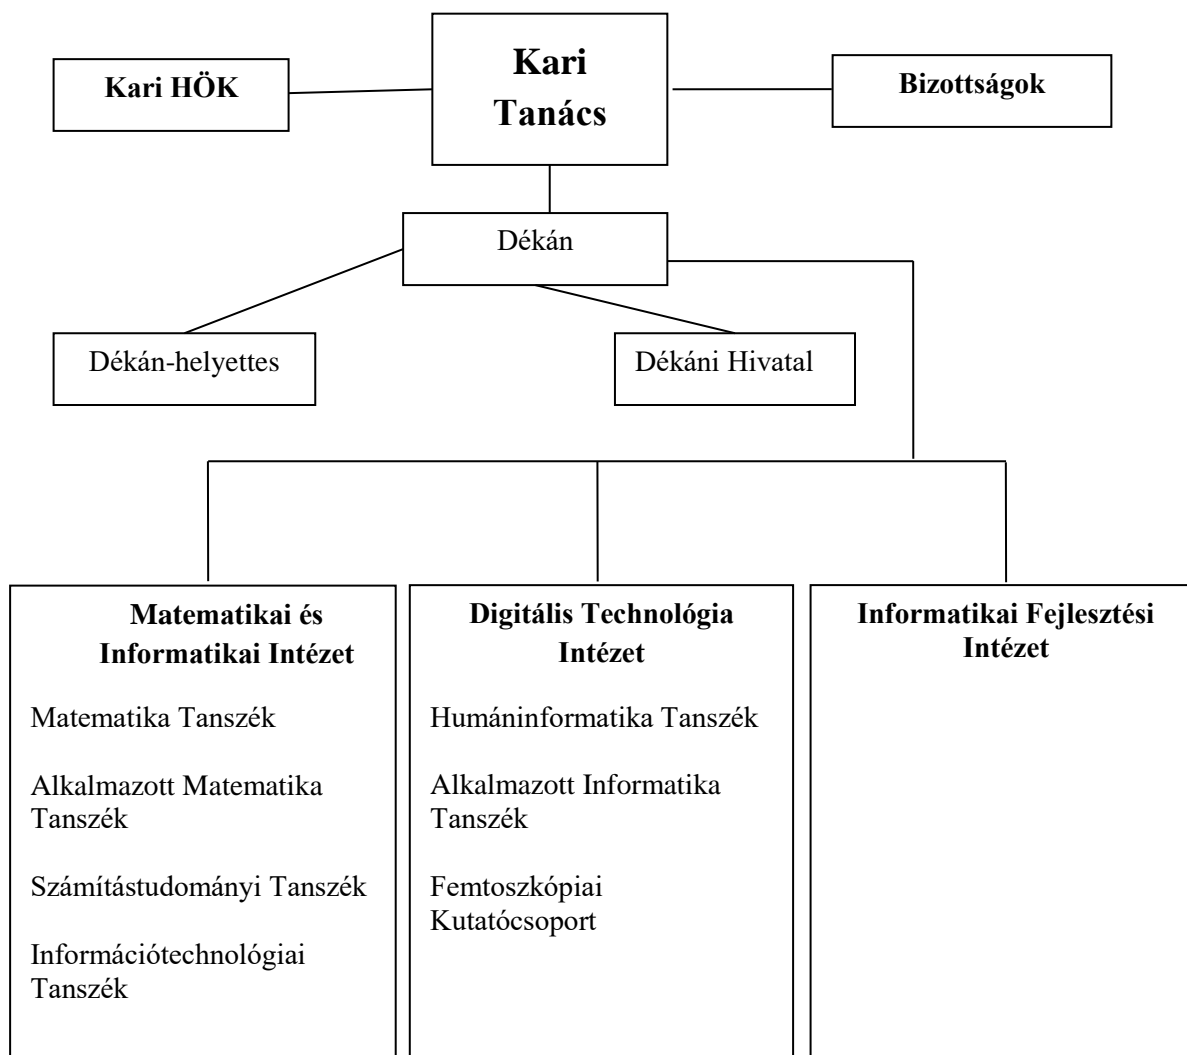 Kari HÖK
Kari
Tanács
Bizottságok
Dékán
Dékán-helyettes
Dékáni Hivatal
Matematikai és
Informatikai Intézet
Matematika Tanszék
Alkalmazott Matematika
Tanszék
Számítástudományi Tanszék
Információtechnológiai
Tanszék
Digitális Technológia
Intézet
Humáninformatika Tanszék
Alkalmazott Informatika
Tanszék
Femtoszkópiai
Kutatócsoport
Informatikai Fejlesztési
Intézet